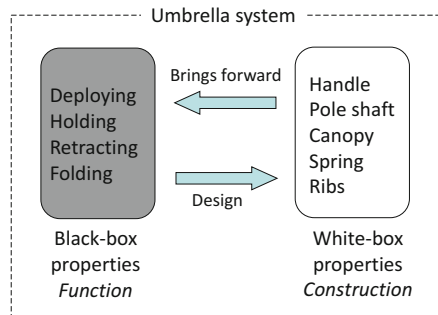 Umbrella system
Deploying
Holding
Retracting
Folding
Brings forward
Design
Handle
Pole shaft
Canopy
Spring
Ribs
Black-box
properties
Function
White-box
properties
Construction